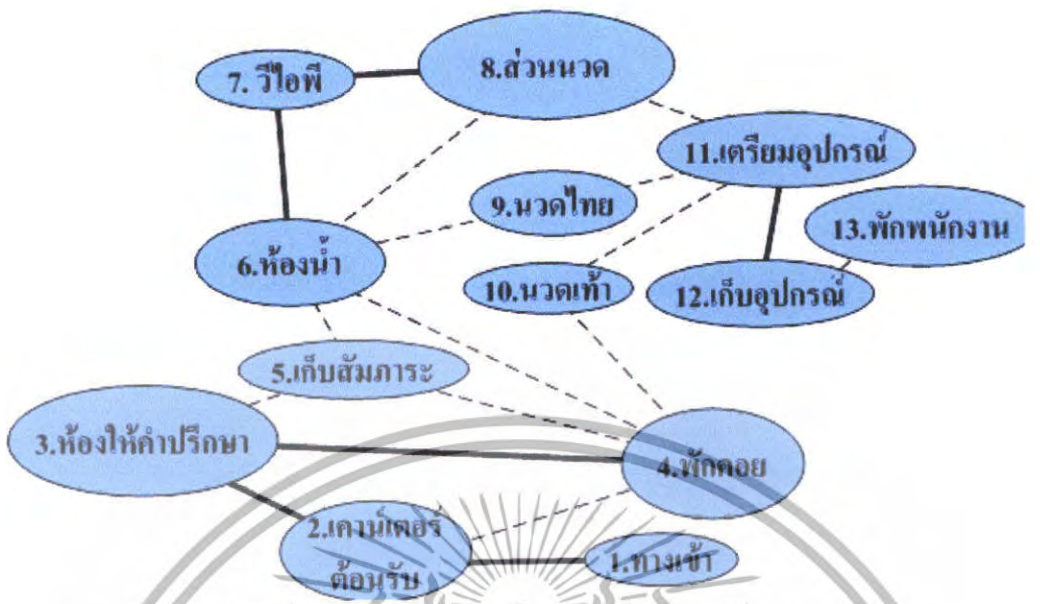 7. วีไอพี
8.ส่วนนวด
11.เตรียมอุปกรณ์
9.นวดไทย
13.พักพนักงาน
6.ห้องน้ำ
10.นวดเท้า
12.เก็บอุปกรณ์
5.เก็บสัมภาระ
3.ห้องให้คำปรึกษา
4.พักคอย
2.เคาน์เตอร์
ต้อนรับ
1.ทางเข้า